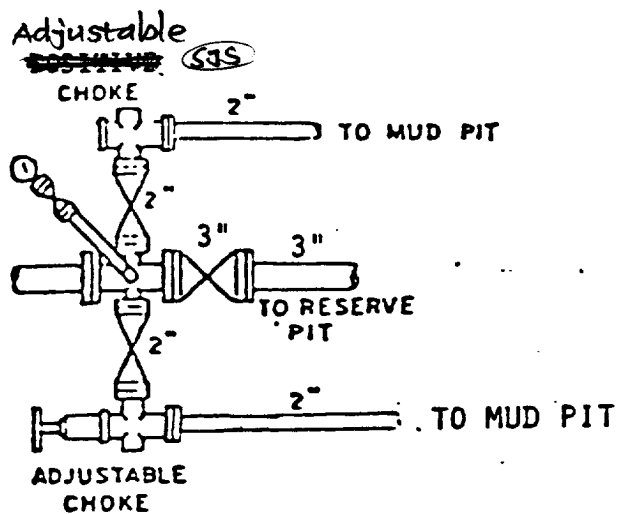 Adjustable
POSITIVE SJS
CHOKE
2"
TO MUD PIT
2"
3"
3"
TO RESERVE
PIT
2"
2"
TO MUD PIT
ADJUSTABLE
CHOKE